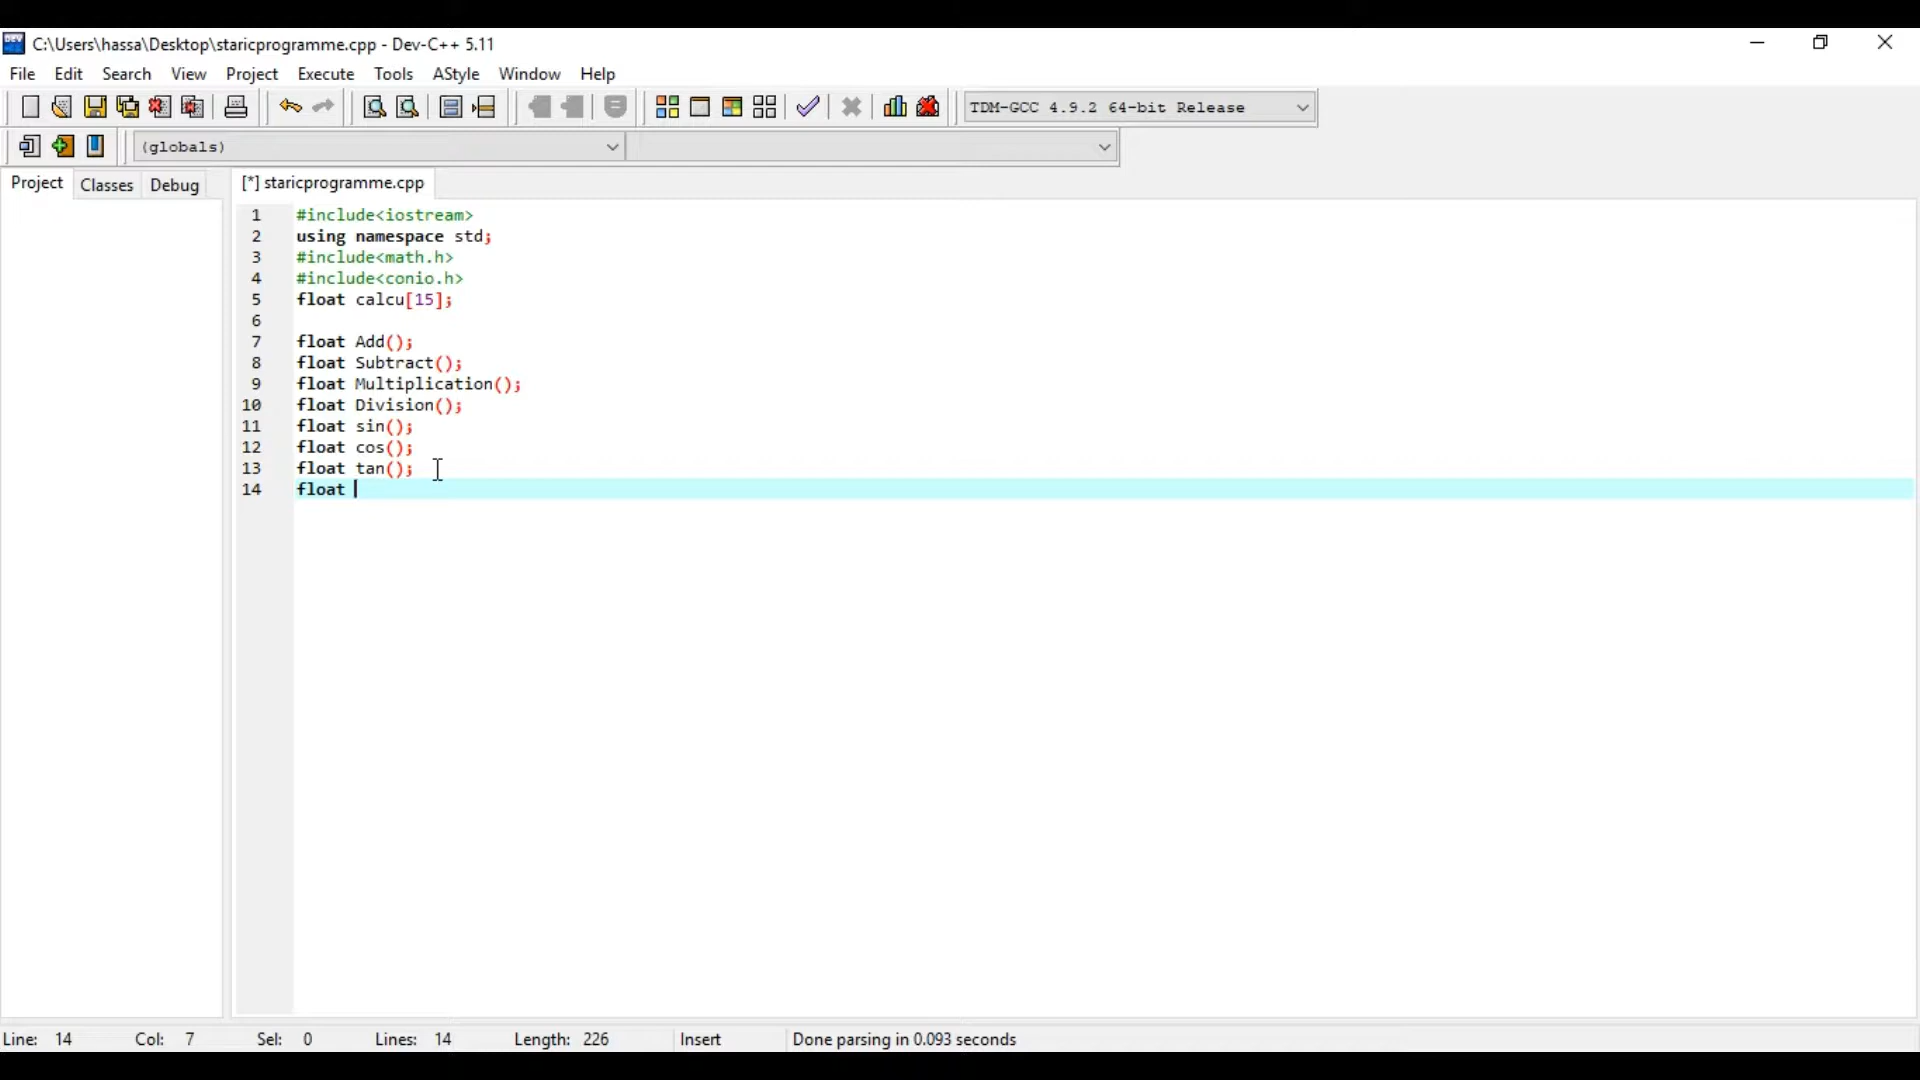 C:\Users\hassa\Desktop\staricprogramme.cpp - Dev-C++ 5.11
File Edit Search View Project Execute Tools AStyle Window Help
TDM-GCC 4.9.2 64-bit Release
(globals)
Project Classes Debug [*] staricprogramme.cpp
1 #include<iostream>
2 using namespace std;
3 #include<math.h>
4 #include<conio.h>
5 float calcu[15];
6
7 float Add();
8 float Subtract();
9 float Multiplication();
10 float Division();
11 float sin();
12 float cos();
13 float tan();
14 float
Line: 14 Col: 7 Sel: 0 Lines: 14 Length: 226 Insert Done parsing in 0.093 seconds